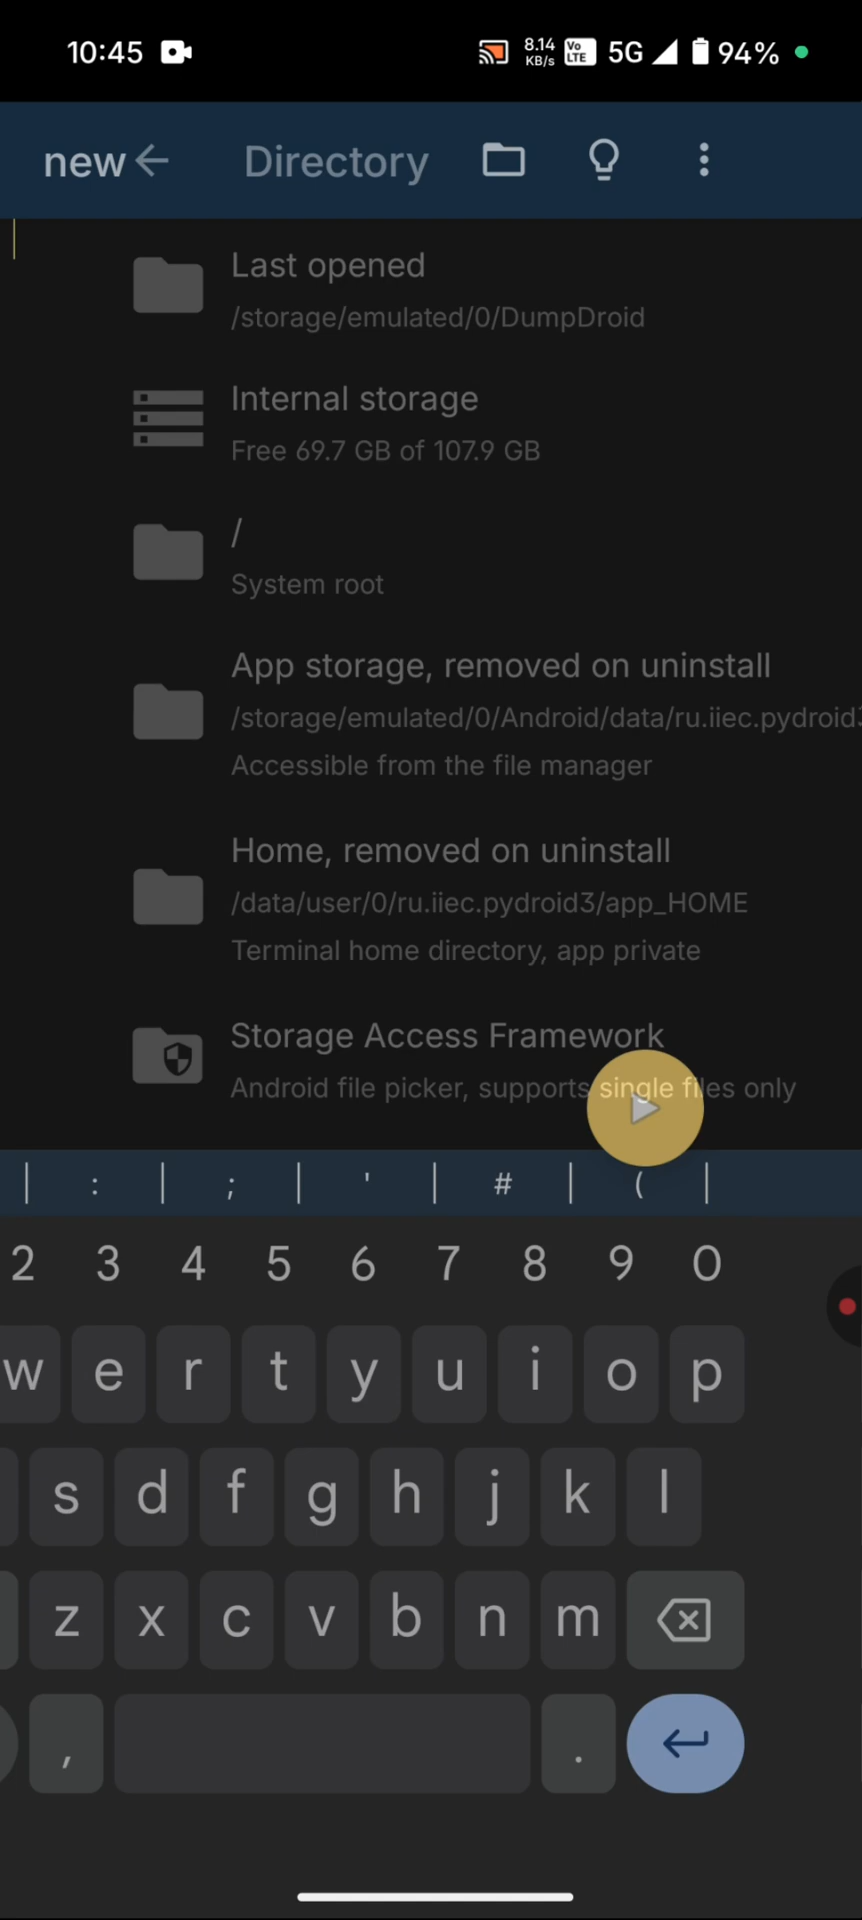 10:45 8.14 KB/s Vo LTE 5G 94%
new Directory
Last opened
/storage/emulated/0/DumpDroid
Internal storage
Free 69.7 GB of 107.9 GB
/
System root
App storage, removed on uninstall
/storage/emulated/0/Android/data/ru.iiec.pydroid3
Accessible from the file manager
Home, removed on uninstall
/data/user/0/ru.iiec.pydroid3/app_HOME
Terminal home directory, app private
Storage Access Framework
Android file picker, supports single files only
: ; ' # (
2 3 4 5 6 7 8 9 0
w e r t y u i o p
s d f g h j k l
z x c v b n m
, .